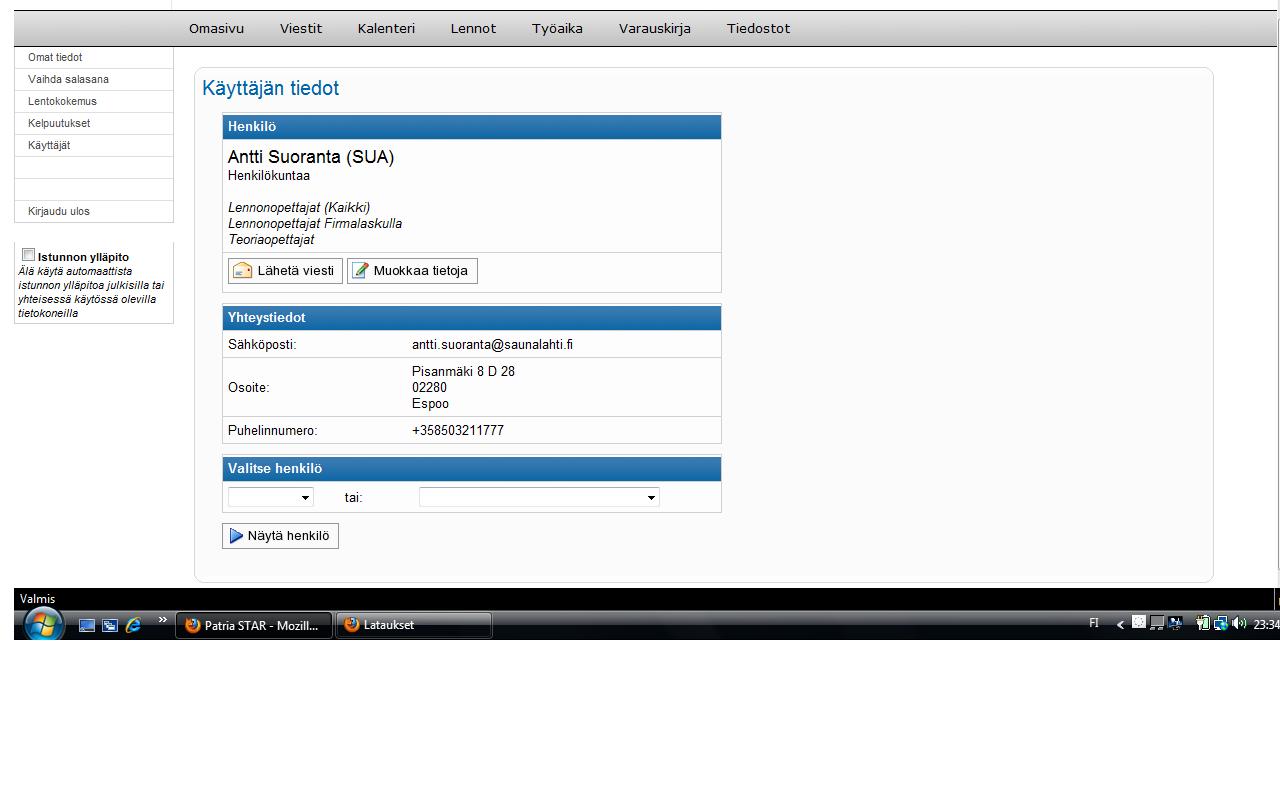 Omasivu Viestit Kalenteri Lennot Työaika Varauskirja Tiedostot
Omat tiedot
Vaihda salasana
Lentokokemus
Kelpuutukset
Käyttäjät
Kirjaudu ulos
Istunnon ylläpito
Älä käytä automaattista
istunnon ylläpitoa julkisilla tai
yhteisessä käytössä olevilla
tietokoneilla
Käyttäjän tiedot
Henkilö
Antti Suoranta (SUA)
Henkilökuntaa
Lennonopettajat (Kaikki)
Lennonopettajat Firmalaskulla
Teoriaopettajat
Lähetä viesti Muokkaa tietoja
Yhteystiedot
Sähköposti: antti.suoranta@saunalahti.fi
Osoite: Pisanmäki 8 D 28
02280
Espoo
Puhelinnumero: +358503211777
Valitse henkilö
tai:
Näytä henkilö
Valmis
» Patria STAR - Mozill... Lataukset FI < 23:34